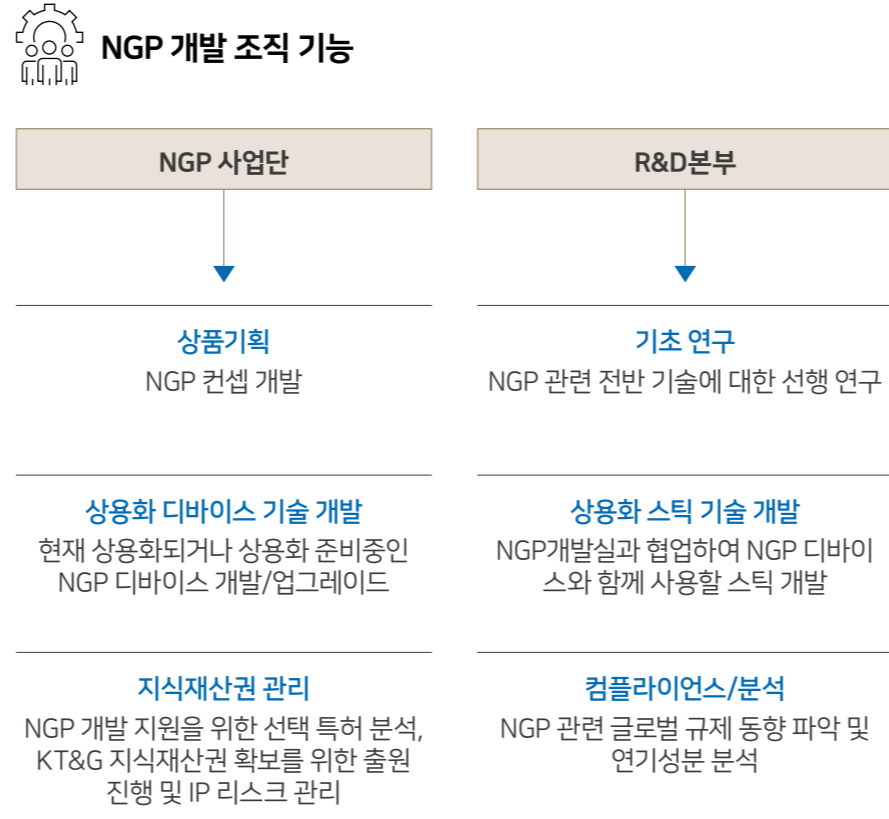 NGP 개발 조직 기능
NGP 사업단
상품기획
NGP 컨셉 개발
상용화 디바이스 기술 개발
현재 상용화되거나 상용화 준비중인
NGP 디바이스 개발/업그레이드
지식재산권 관리
NGP 개발 지원을 위한 선택 특허 분석,
KT&G 지식재산권 확보를 위한 출원
진행 및 IP 리스크 관리
R&D본부
기초 연구
NGP 관련 전반 기술에 대한 선행 연구
상용화 스틱 기술 개발
NGP개발실과 협업하여 NGP 디바이
스와 함께 사용할 스틱 개발
컴플라이언스/분석
NGP 관련 글로벌 규제 동향 파악 및
연기성분 분석